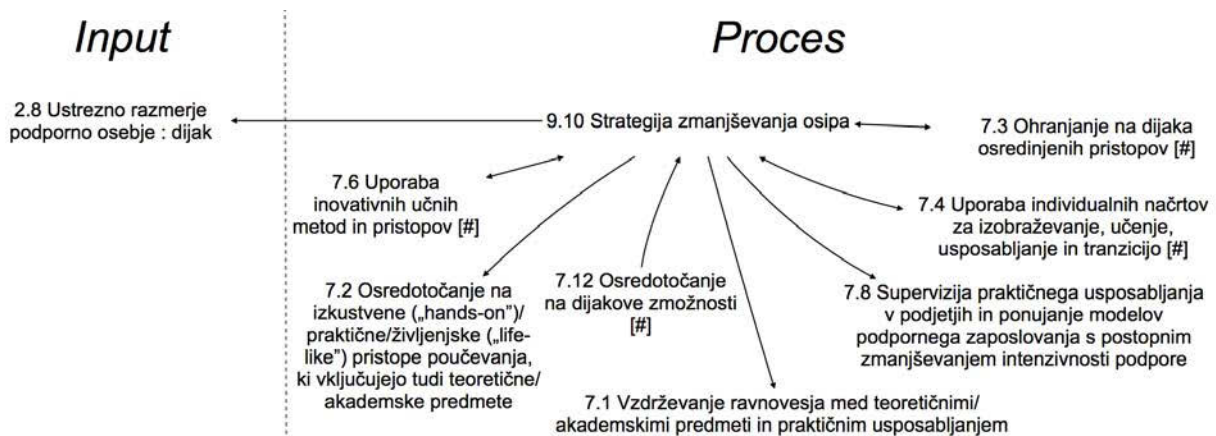 Input
Proces
2.8 Ustrezno razmerje
podporno osebje : dijak
9.10 Strategija zmanjševanja osipa
7.3 Ohranjanje na dijaka
osredinjenih pristopov [#]
7.6 Uporaba
inovativnih učnih
metod in pristopov [#]
7.4 Uporaba individualnih načrtov
za izobraževanje, učenje,
usposabljanje in tranzicijo [#]
7.2 Osredotočanje na
izkustvene („hands-on”)/
praktične/življenjske („life-
like”) pristope poučevanja,
ki vključujejo tudi teoretične/
akademske predmete
7.12 Osredotočanje
na dijakove zmožnosti
[#]
7.8 Supervizija praktičnega usposabljanja
v podjetjih in ponujanje modelov
podpornega zaposlovanja s postopnim
zmanjševanjem intenzivnosti podpore
7.1 Vzdrževanje ravnovesja med teoretičnimi/
akademskimi predmeti in praktičnim usposabljanjem